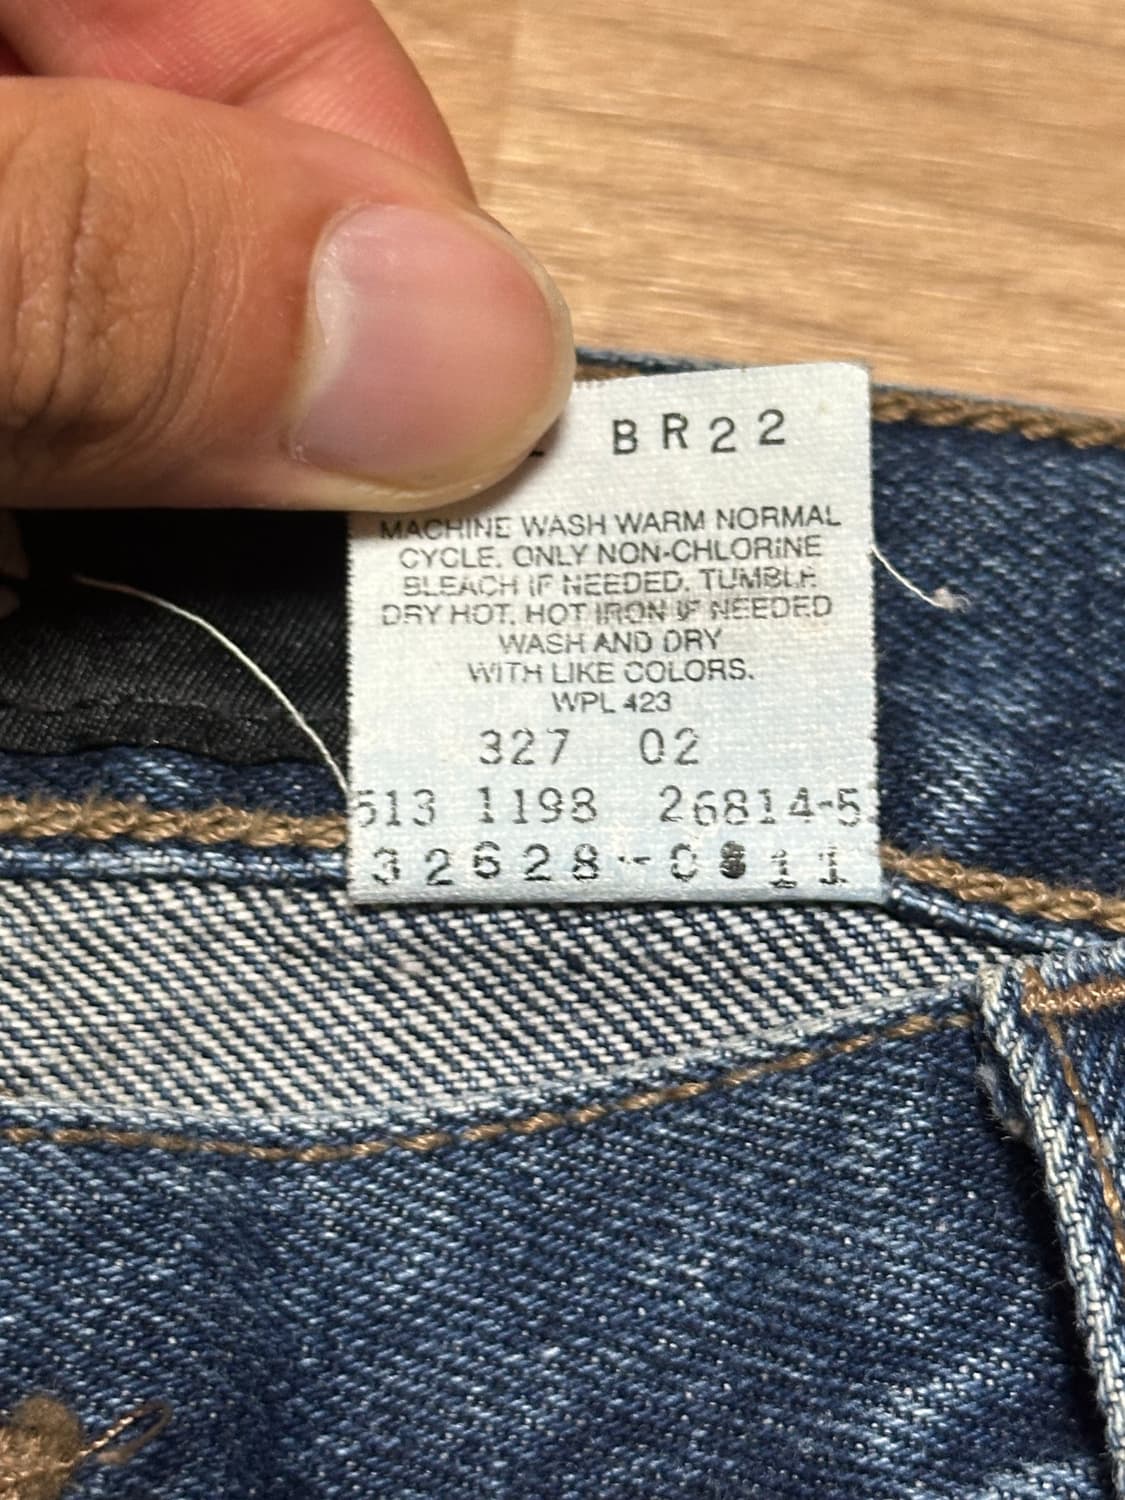 BR22
MACHINE WASH WARM NORMAL
CYCLE. ONLY NON-CHLORINE
BLEACH IF NEEDED. TUMBLE
DRY HOT. HOT IRON IF NEEDED
WASH AND DRY
WITH LIKE COLORS.
WPL 423
327 02
513 1198 26814-5
32628--0811